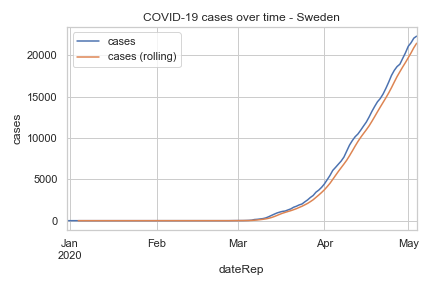 COVID-19 cases over time - Sweden
cases
cases (rolling)
20000
15000
10000
5000
0
cases
Jan Feb Mar Apr May
2020
dateRep